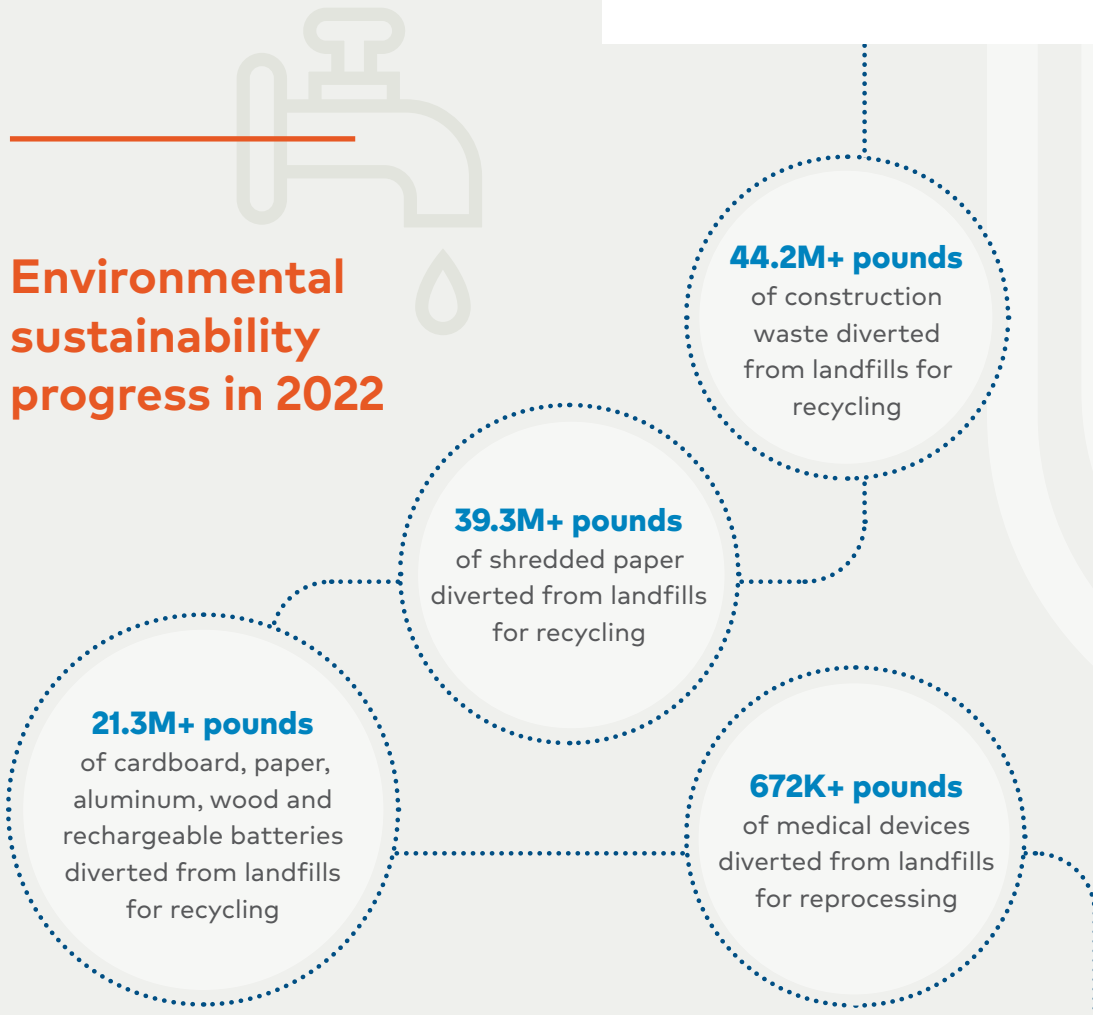 Environmental
sustainability
progress in 2022
44.2M+ pounds
of construction
waste diverted
from landfills for
recycling
39.3M+ pounds
of shredded paper
diverted from landfills
for recycling
21.3M+ pounds
of cardboard, paper,
aluminum, wood and
rechargeable batteries
diverted from landfills
for recycling
672K+ pounds
of medical devices
diverted from landfills
for reprocessing